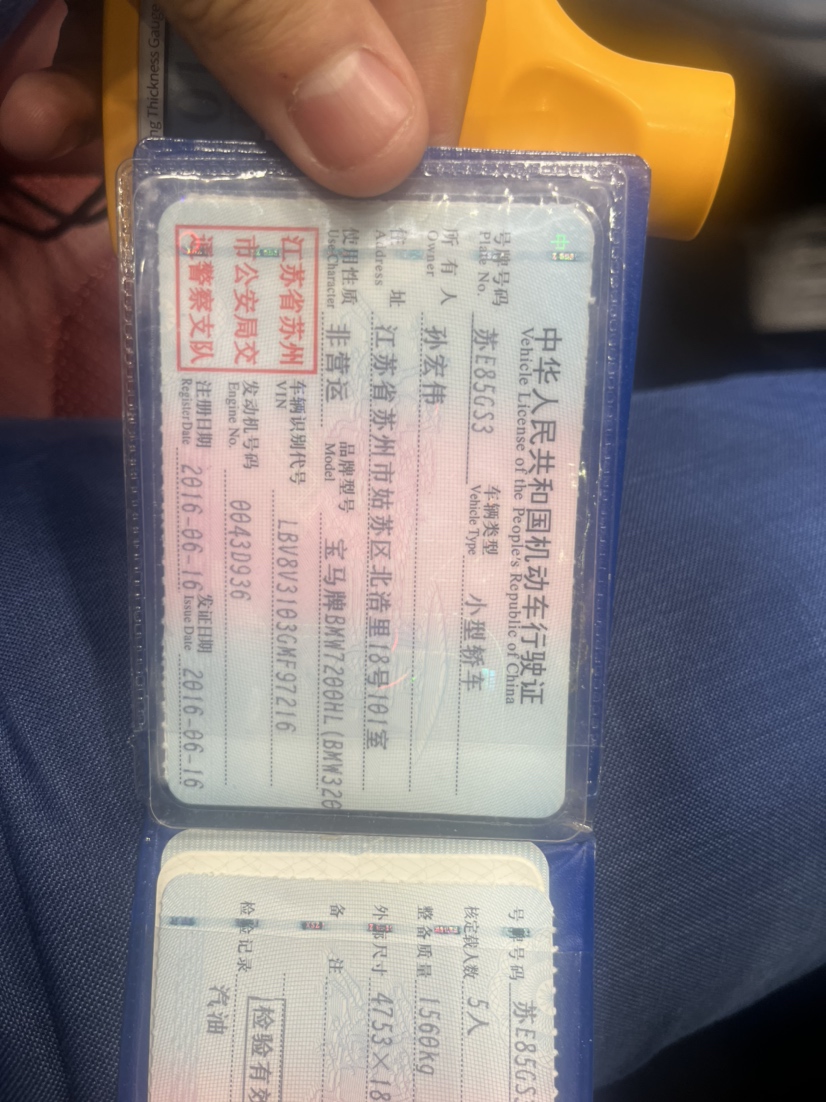 中华人民共和国机动车行驶证
Vehicle License of the People's Republic of China
号牌号码 苏E85GS3 车辆类型 小型轿车
Plate No. Vehicle Type
所有人 孙宏伟
Owner
住址 江苏省苏州市姑苏区北浩里18号101室
Address
使用性质 非营运 品牌型号 宝马牌BMW7200HL(BMW320
Use Character Model
江苏省苏州
市公安局交
通警察支队
车辆识别代号 LBV8V3103GMF97216
VIN
发动机号码 0043D936
Engine No.
注册日期 2016-06-16 发证日期 2016-06-16
Register Date Issue Date
号牌号码 苏E85GS
核定载人数 5人
整备质量 1560kg
外廓尺寸 4753×18
备注
检验有效
检验记录 汽油
ng Thickness Gauge